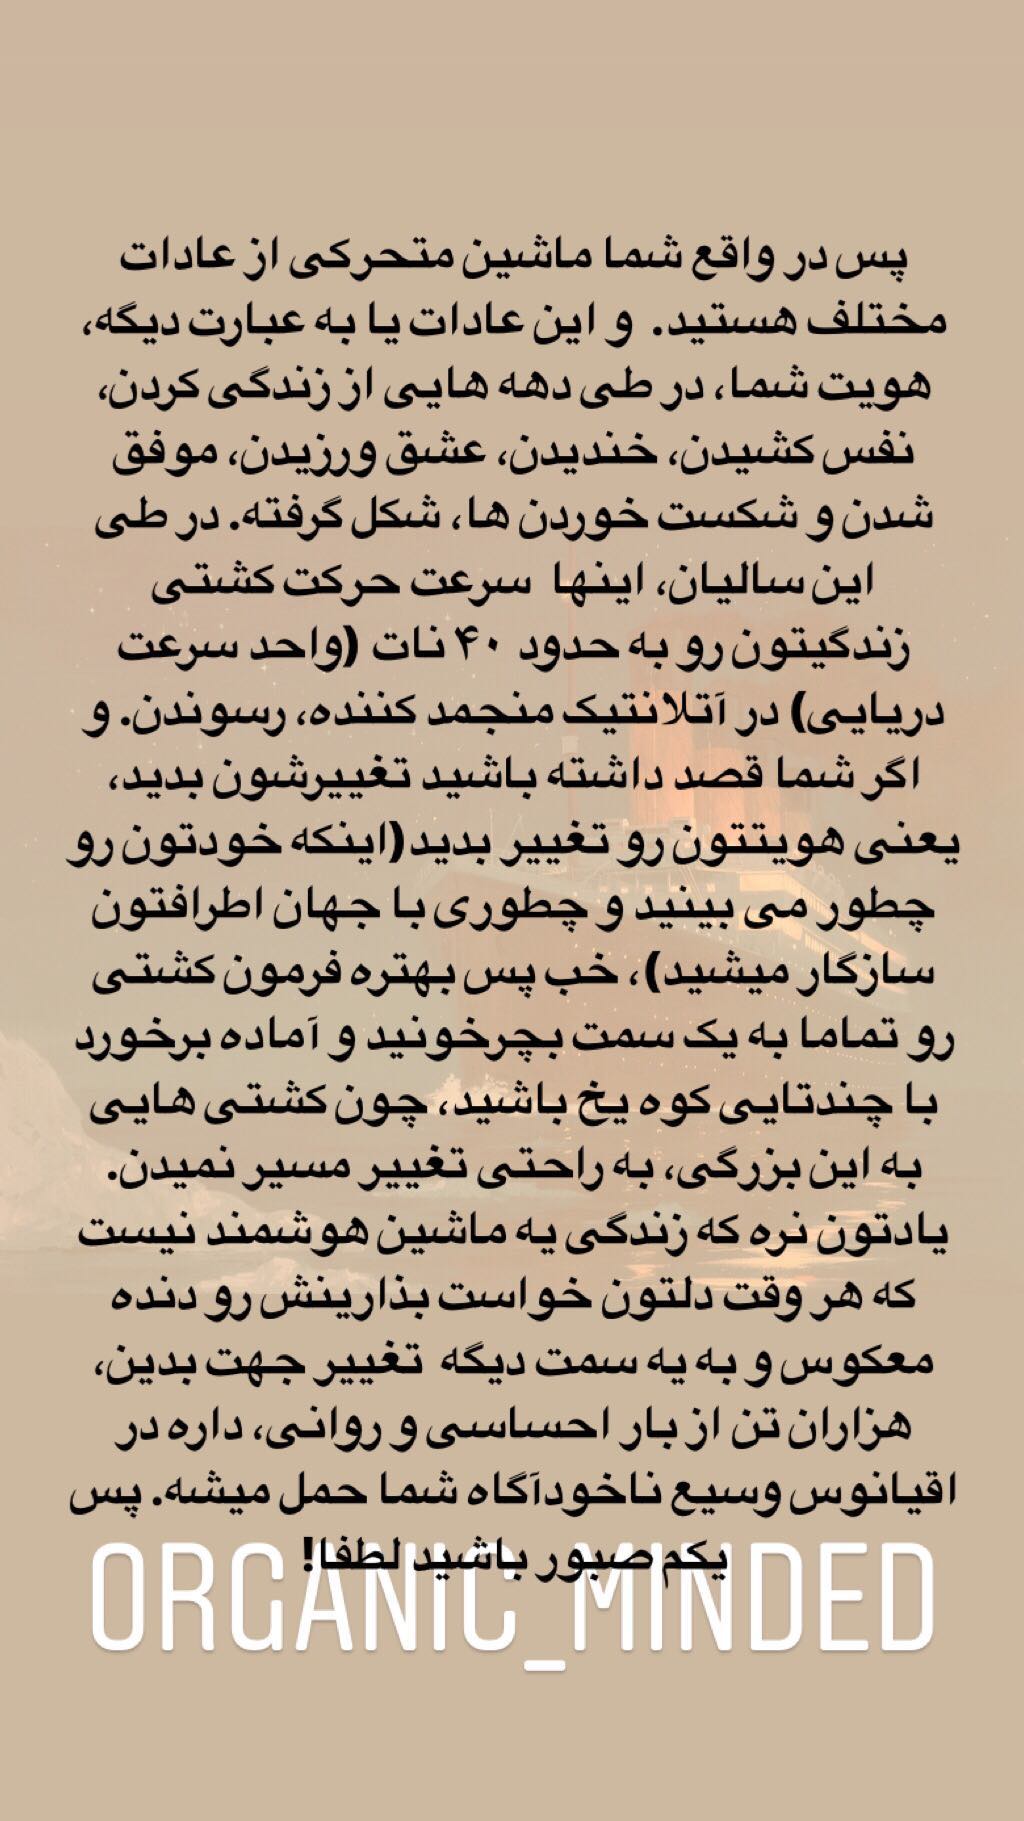 پس در واقع شما ماشین متحرکی از عادات
مختلف هستید. و این عادات یا به عبارت دیگه،
هویت شما، در طی دهه هایی از زندگی کردن،
نفس کشیدن، خندیدن، عشق ورزیدن، موفق
شدن و شکست خوردن ها، شکل گرفته. در طی
این سالیان، اینها سرعت حرکت کشتی
زندگیتون رو به حدود ۴۰ نات (واحد سرعت
دریایی) در آتلانتیک منجمد کننده، رسوندن. و
اگر شما قصد داشته باشید تغییرشون بدید،
یعنی هویتتون رو تغییر بدید(اینکه خودتون رو
چطور می بینید و چطوری با جهان اطرافتون
سازگار میشید)، خب پس بهتره فرمون کشتی
رو تماما به یک سمت بچرخونید و آماده برخورد
با چندتایی کوه یخ باشید، چون کشتی هایی
به این بزرگی، به راحتی تغییر مسیر نمیدن.
یادتون نره که زندگی یه ماشین هوشمند نیست
که هر وقت دلتون خواست بذارینش رو دنده
معکوس و به یه سمت دیگه تغییر جهت بدین،
هزاران تن از بار احساسی و روانی، داره در
اقیانوس وسیع ناخودآگاه شما حمل میشه. پس
یکم صبور باشید لطفا!
ORGANIC_MINDED